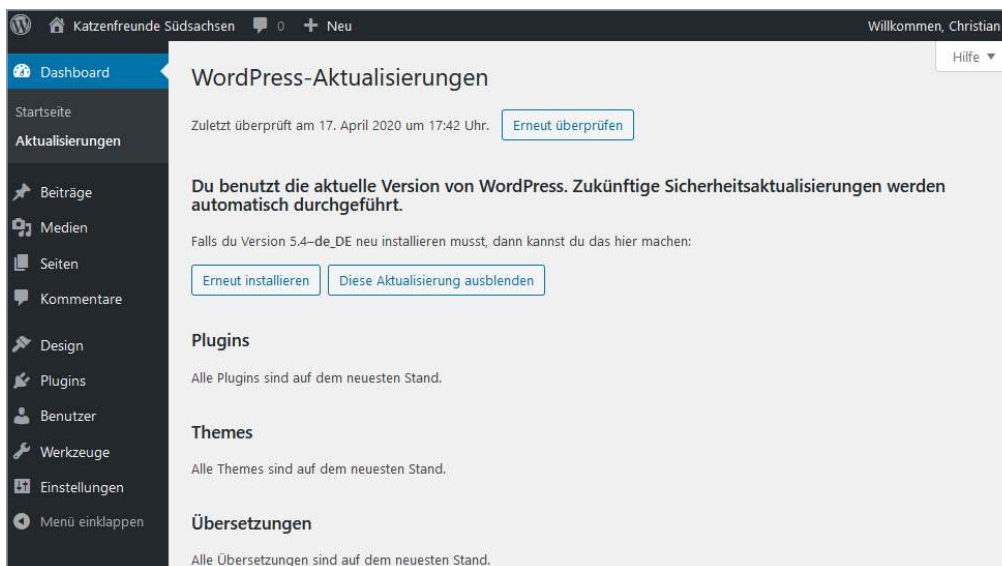 Katzenfreunde Südsachsen 0 Neu Willkommen, Christian
Hilfe
Dashboard
Startseite
Aktualisierungen
Beiträge
Medien
Seiten
Kommentare
Design
Plugins
Benutzer
Werkzeuge
Einstellungen
Menü einklappen
WordPress-Aktualisierungen
Zuletzt überprüft am 17. April 2020 um 17:42 Uhr. Erneut überprüfen
Du benutzt die aktuelle Version von WordPress. Zukünftige Sicherheitsaktualisierungen werden
automatisch durchgeführt.
Falls du Version 5.4–de_DE neu installieren musst, dann kannst du das hier machen:
Erneut installieren Diese Aktualisierung ausblenden
Plugins
Alle Plugins sind auf dem neuesten Stand.
Themes
Alle Themes sind auf dem neuesten Stand.
Übersetzungen
Alle Übersetzungen sind auf dem neuesten Stand.